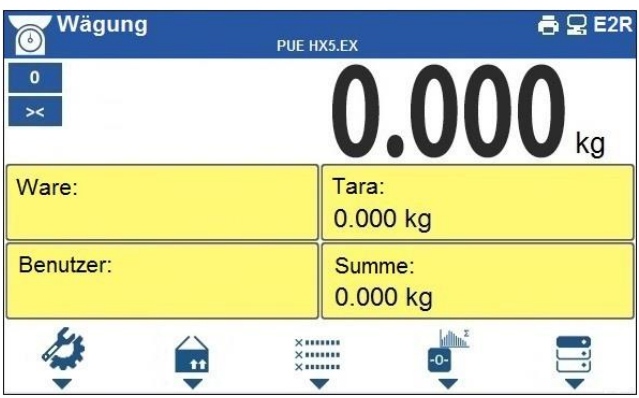 Wägung
E2R
PUE HX5.EX
0
><
0.000 kg
Ware:
Tara:
0.000 kg
Benutzer:
Summe:
0.000 kg
Σ
-0-